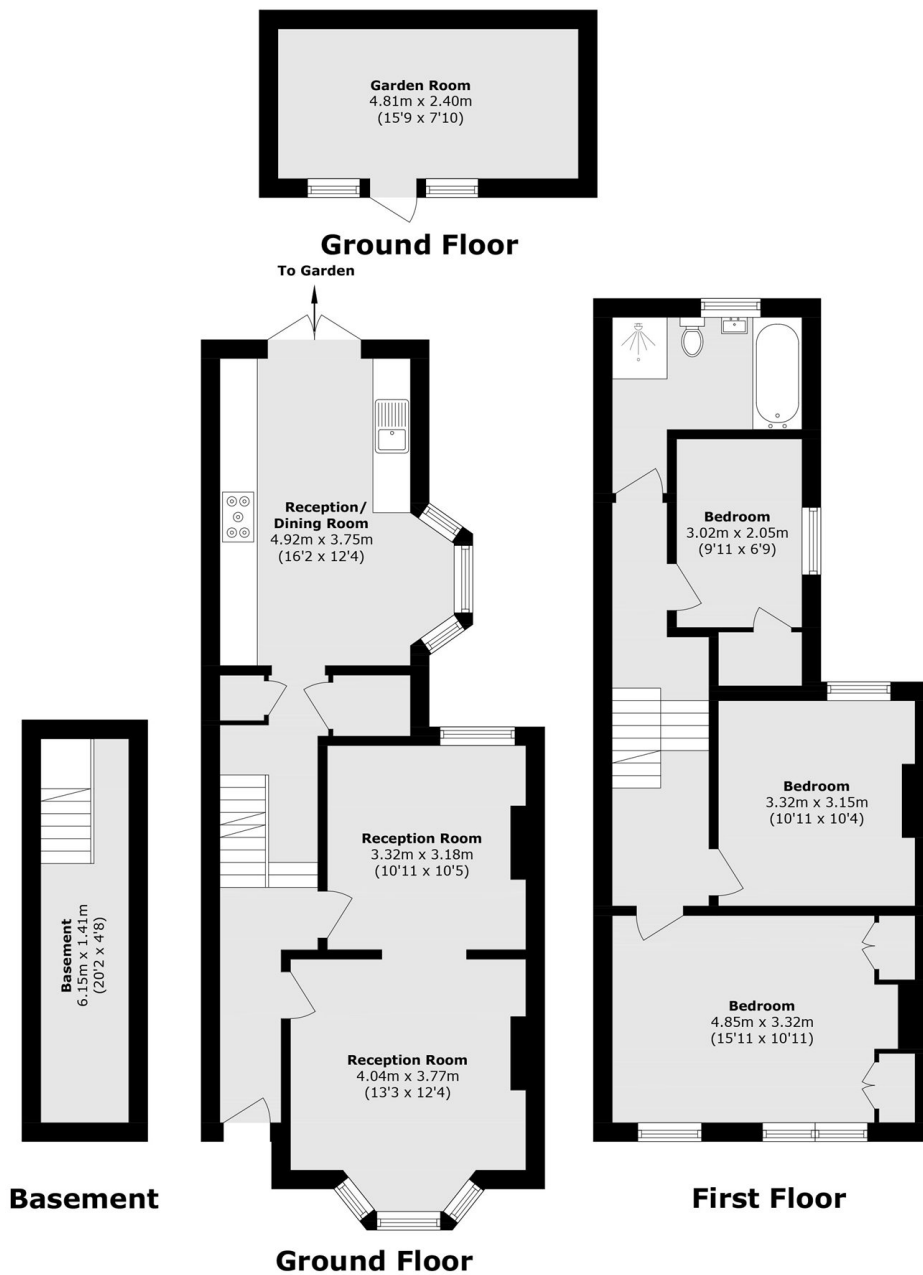 Garden Room
4.81m x 2.40m
(15'9 x 7'10)
Ground Floor
To Garden
Reception/
Dining Room
4.92m x 3.75m
(16'2 x 12'4)
Reception Room
3.32m x 3.18m
(10'11 x 10'5)
Reception Room
4.04m x 3.77m
(13'3 x 12'4)
Ground Floor
Basement
6.15m x 1.41m
(20'2 x 4'8)
Basement
Bedroom
3.02m x 2.05m
(9'11 x 6'9)
Bedroom
3.32m x 3.15m
(10'11 x 10'4)
Bedroom
4.85m x 3.32m
(15'11 x 10'11)
First Floor